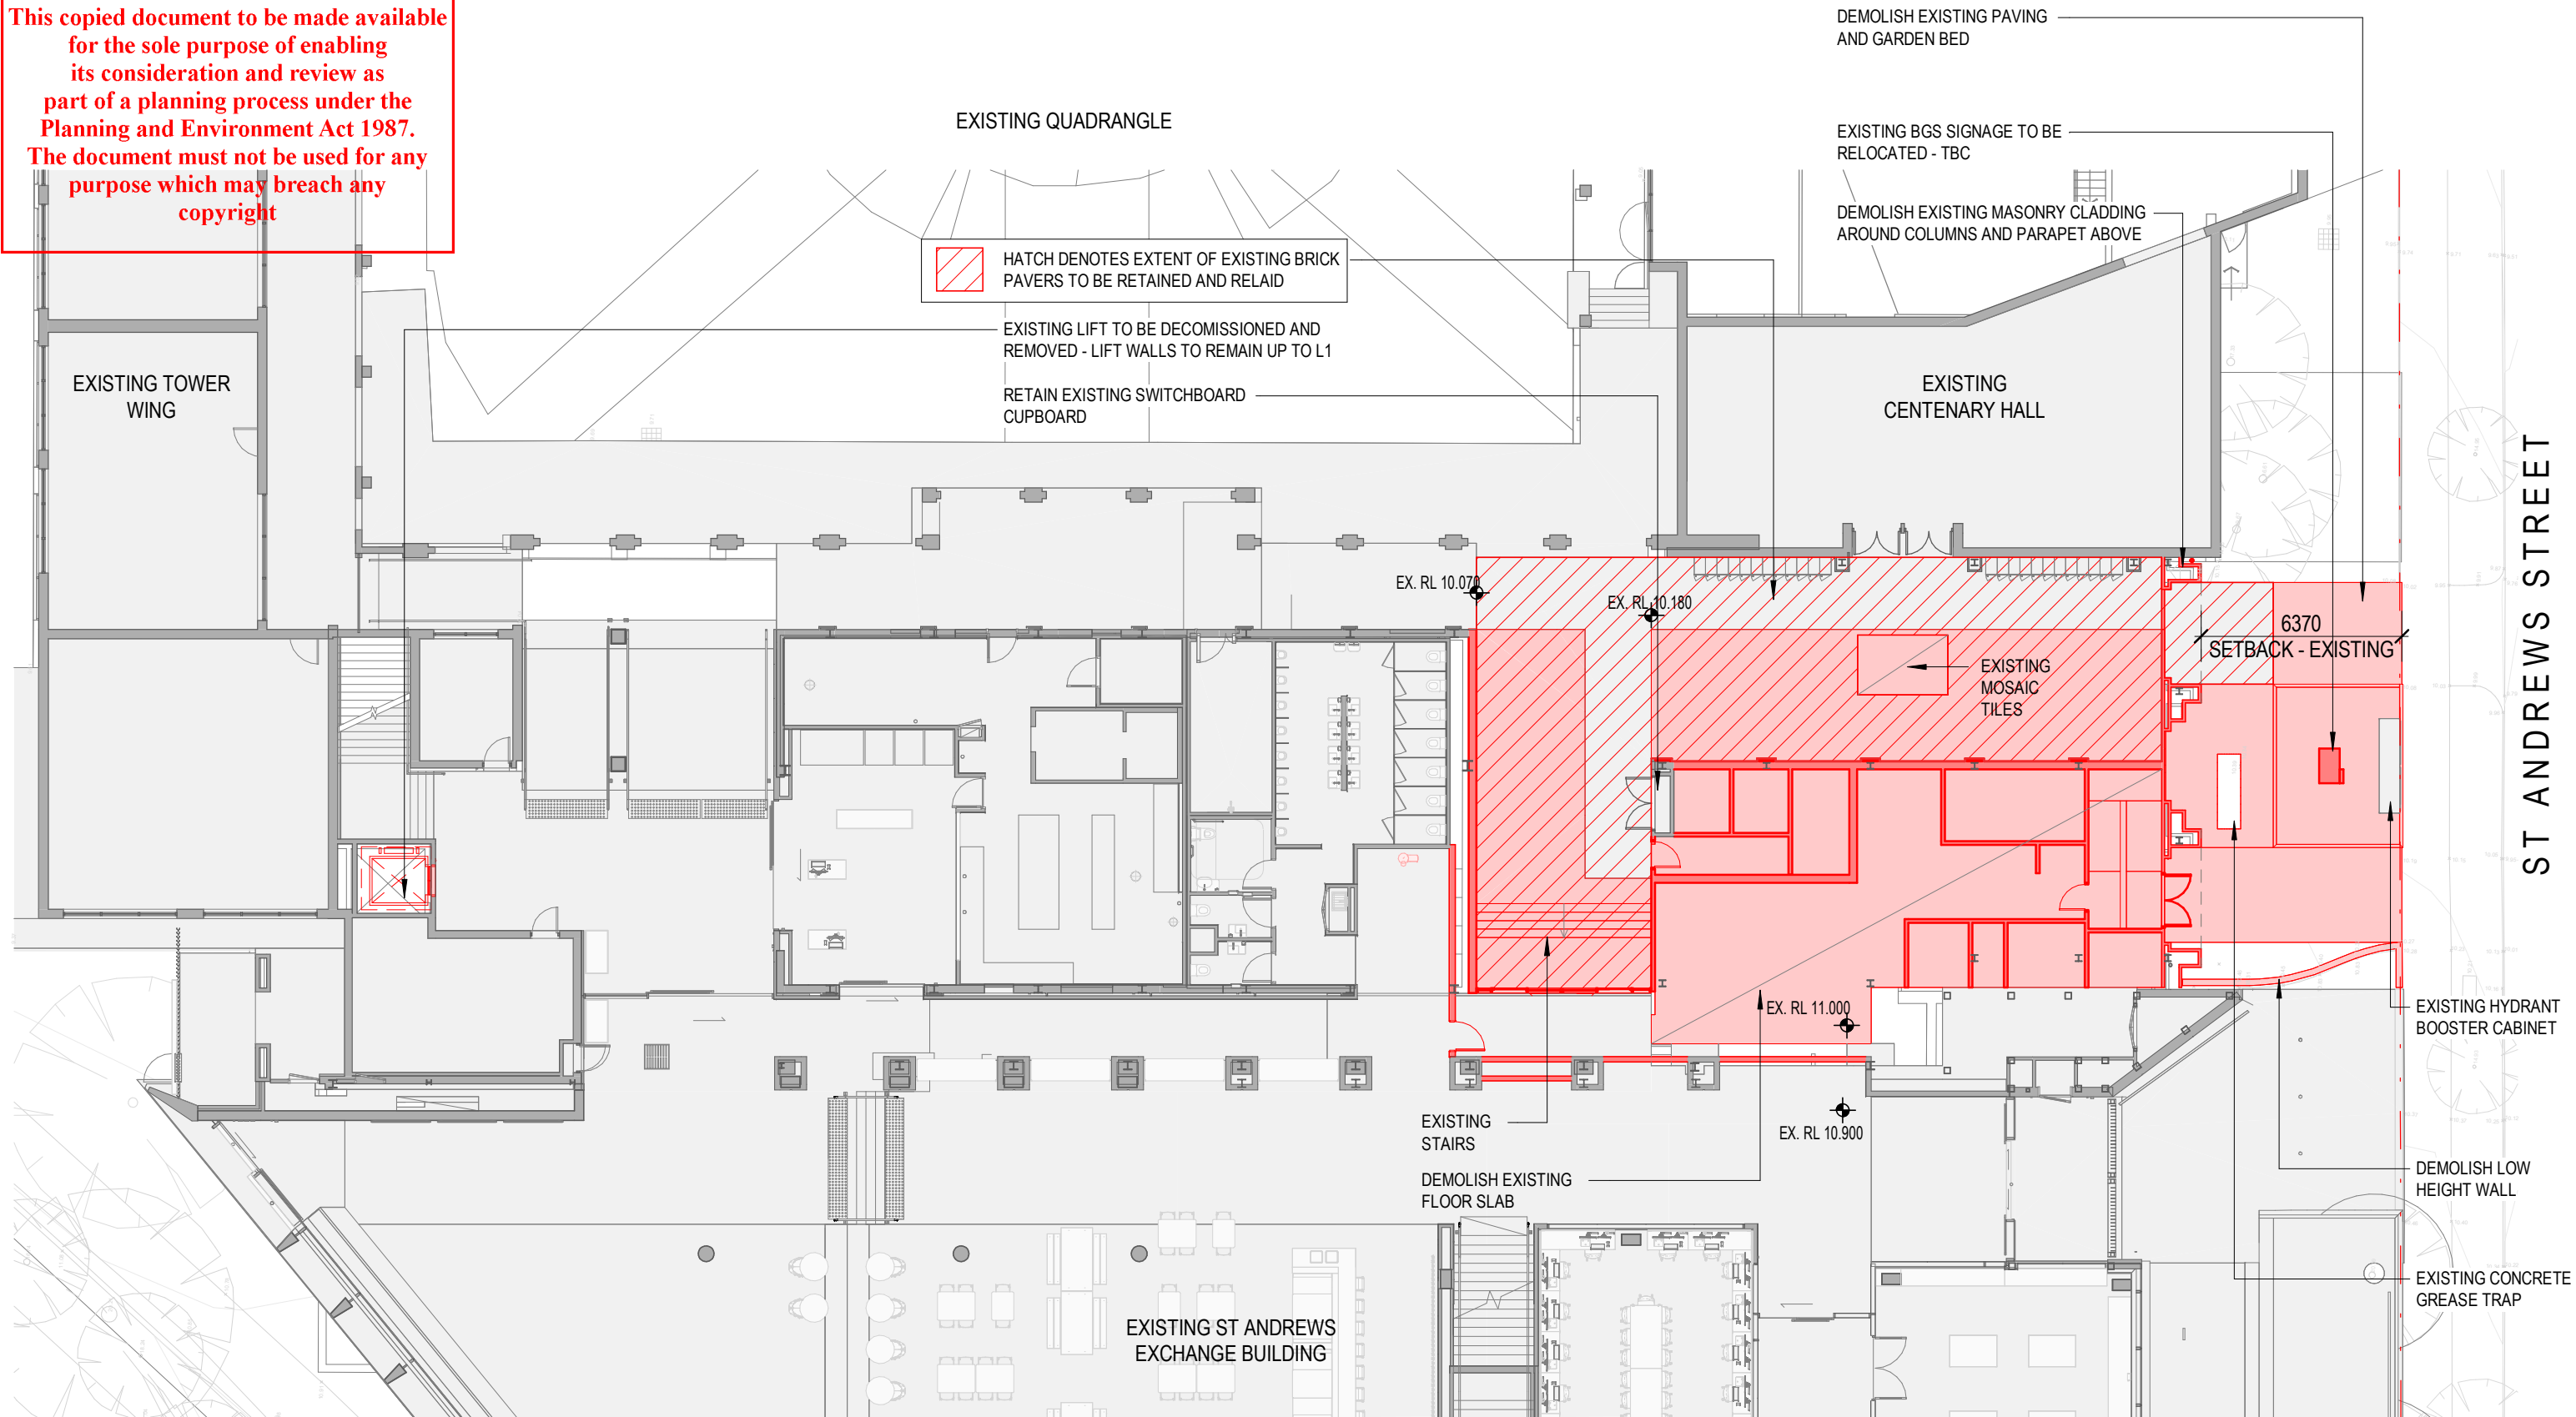 This copied document to be made available
for the sole purpose of enabling
its consideration and review as
part of a planning process under the
Planning and Environment Act 1987.
The document must not be used for any
purpose which may breach any
copyright
EXISTING QUADRANGLE
DEMOLISH EXISTING PAVING
AND GARDEN BED
EXISTING BGS SIGNAGE TO BE
RELOCATED - TBC
DEMOLISH EXISTING MASONRY CLADDING
AROUND COLUMNS AND PARAPET ABOVE
HATCH DENOTES EXTENT OF EXISTING BRICK
PAVERS TO BE RETAINED AND RELAID
EXISTING LIFT TO BE DECOMISSIONED AND
REMOVED - LIFT WALLS TO REMAIN UP TO L1
RETAIN EXISTING SWITCHBOARD
CUPBOARD
EXISTING TOWER
WING
EXISTING
CENTENARY HALL
ST ANDREWS STREET
EX. RL 10.070
EX. RL 10.180
6370
SETBACK - EXISTING
EXISTING
MOSAIC
TILES
EX. RL 11.000
EXISTING HYDRANT
BOOSTER CABINET
EXISTING
STAIRS
EX. RL 10.900
DEMOLISH EXISTING
FLOOR SLAB
DEMOLISH LOW
HEIGHT WALL
EXISTING CONCRETE
GREASE TRAP
EXISTING ST ANDREWS
EXCHANGE BUILDING